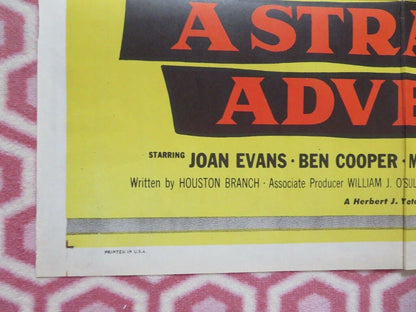 A STRA
ADVE
STARRING JOAN EVANS · BEN COOPER · M
Written by HOUSTON BRANCH · Associate Producer WILLIAM J. O'SUL
A Herbert J. Yate
PRINTED IN U.S.A.